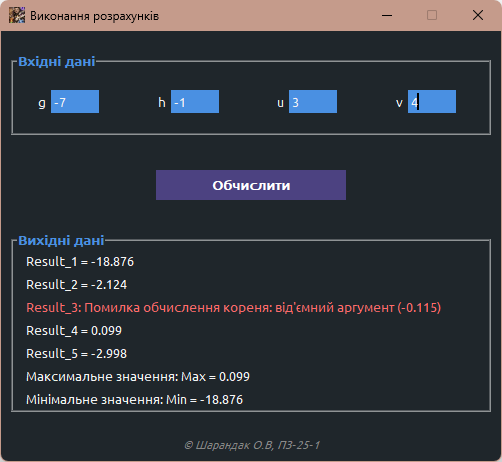 Виконання розрахунків
Вхідні дані
g -7 h -1 u 3 v 4
Обчислити
Вихідні дані
Result_1 = -18.876
Result_2 = -2.124
Result_3: Помилка обчислення кореня: від'ємний аргумент (-0.115)
Result_4 = 0.099
Result_5 = -2.998
Максимальне значення: Max = 0.099
Мінімальне значення: Min = -18.876
© Шарандак О.В, ПЗ-25-1